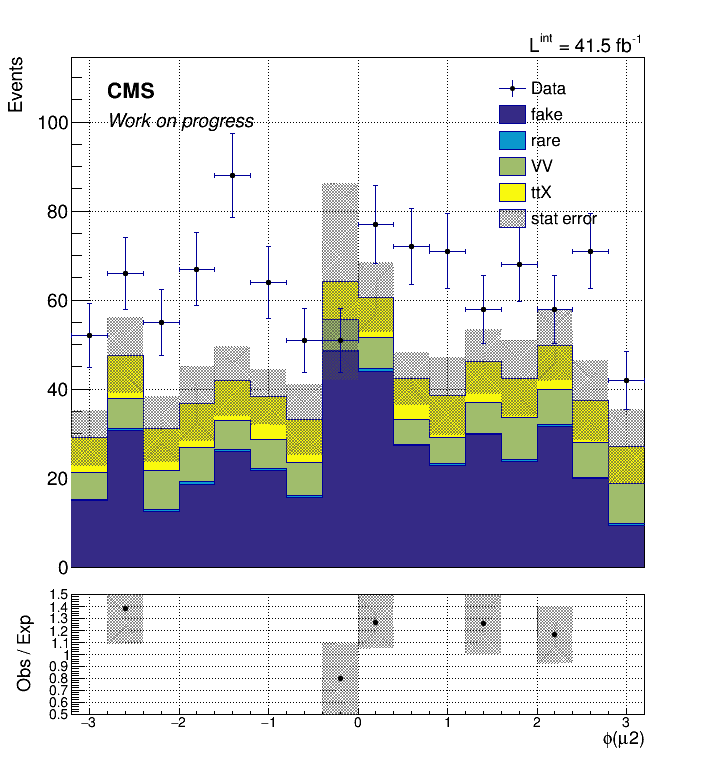 L^int = 41.5 fb^-1
Events
CMS
Work on progress
Data
fake
rare
VV
ttX
stat error
100
80
60
40
20
0
Obs / Exp
1.5
1.4
1.3
1.2
1.1
1
0.9
0.8
0.7
0.6
0.5
−3 −2 −1 0 1 2 3
ϕ(μ2)